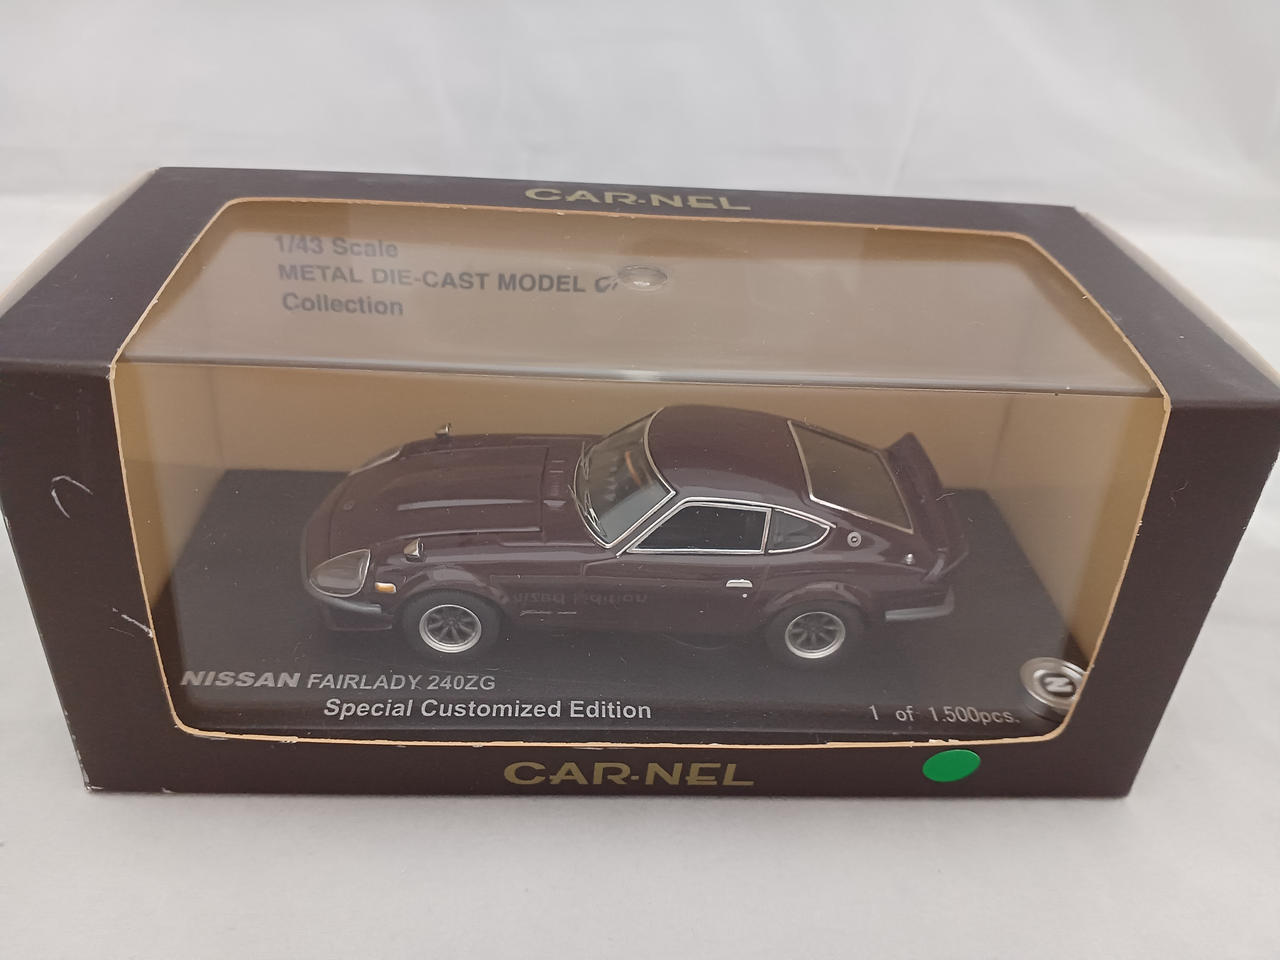 CAR·NEL
1/43 Scale
METAL DIE-CAST MODEL
Collection
NISSAN FAIRLADY 240ZG
Special Customized Edition
1 of 1.500pcs.
Z
CAR·NEL